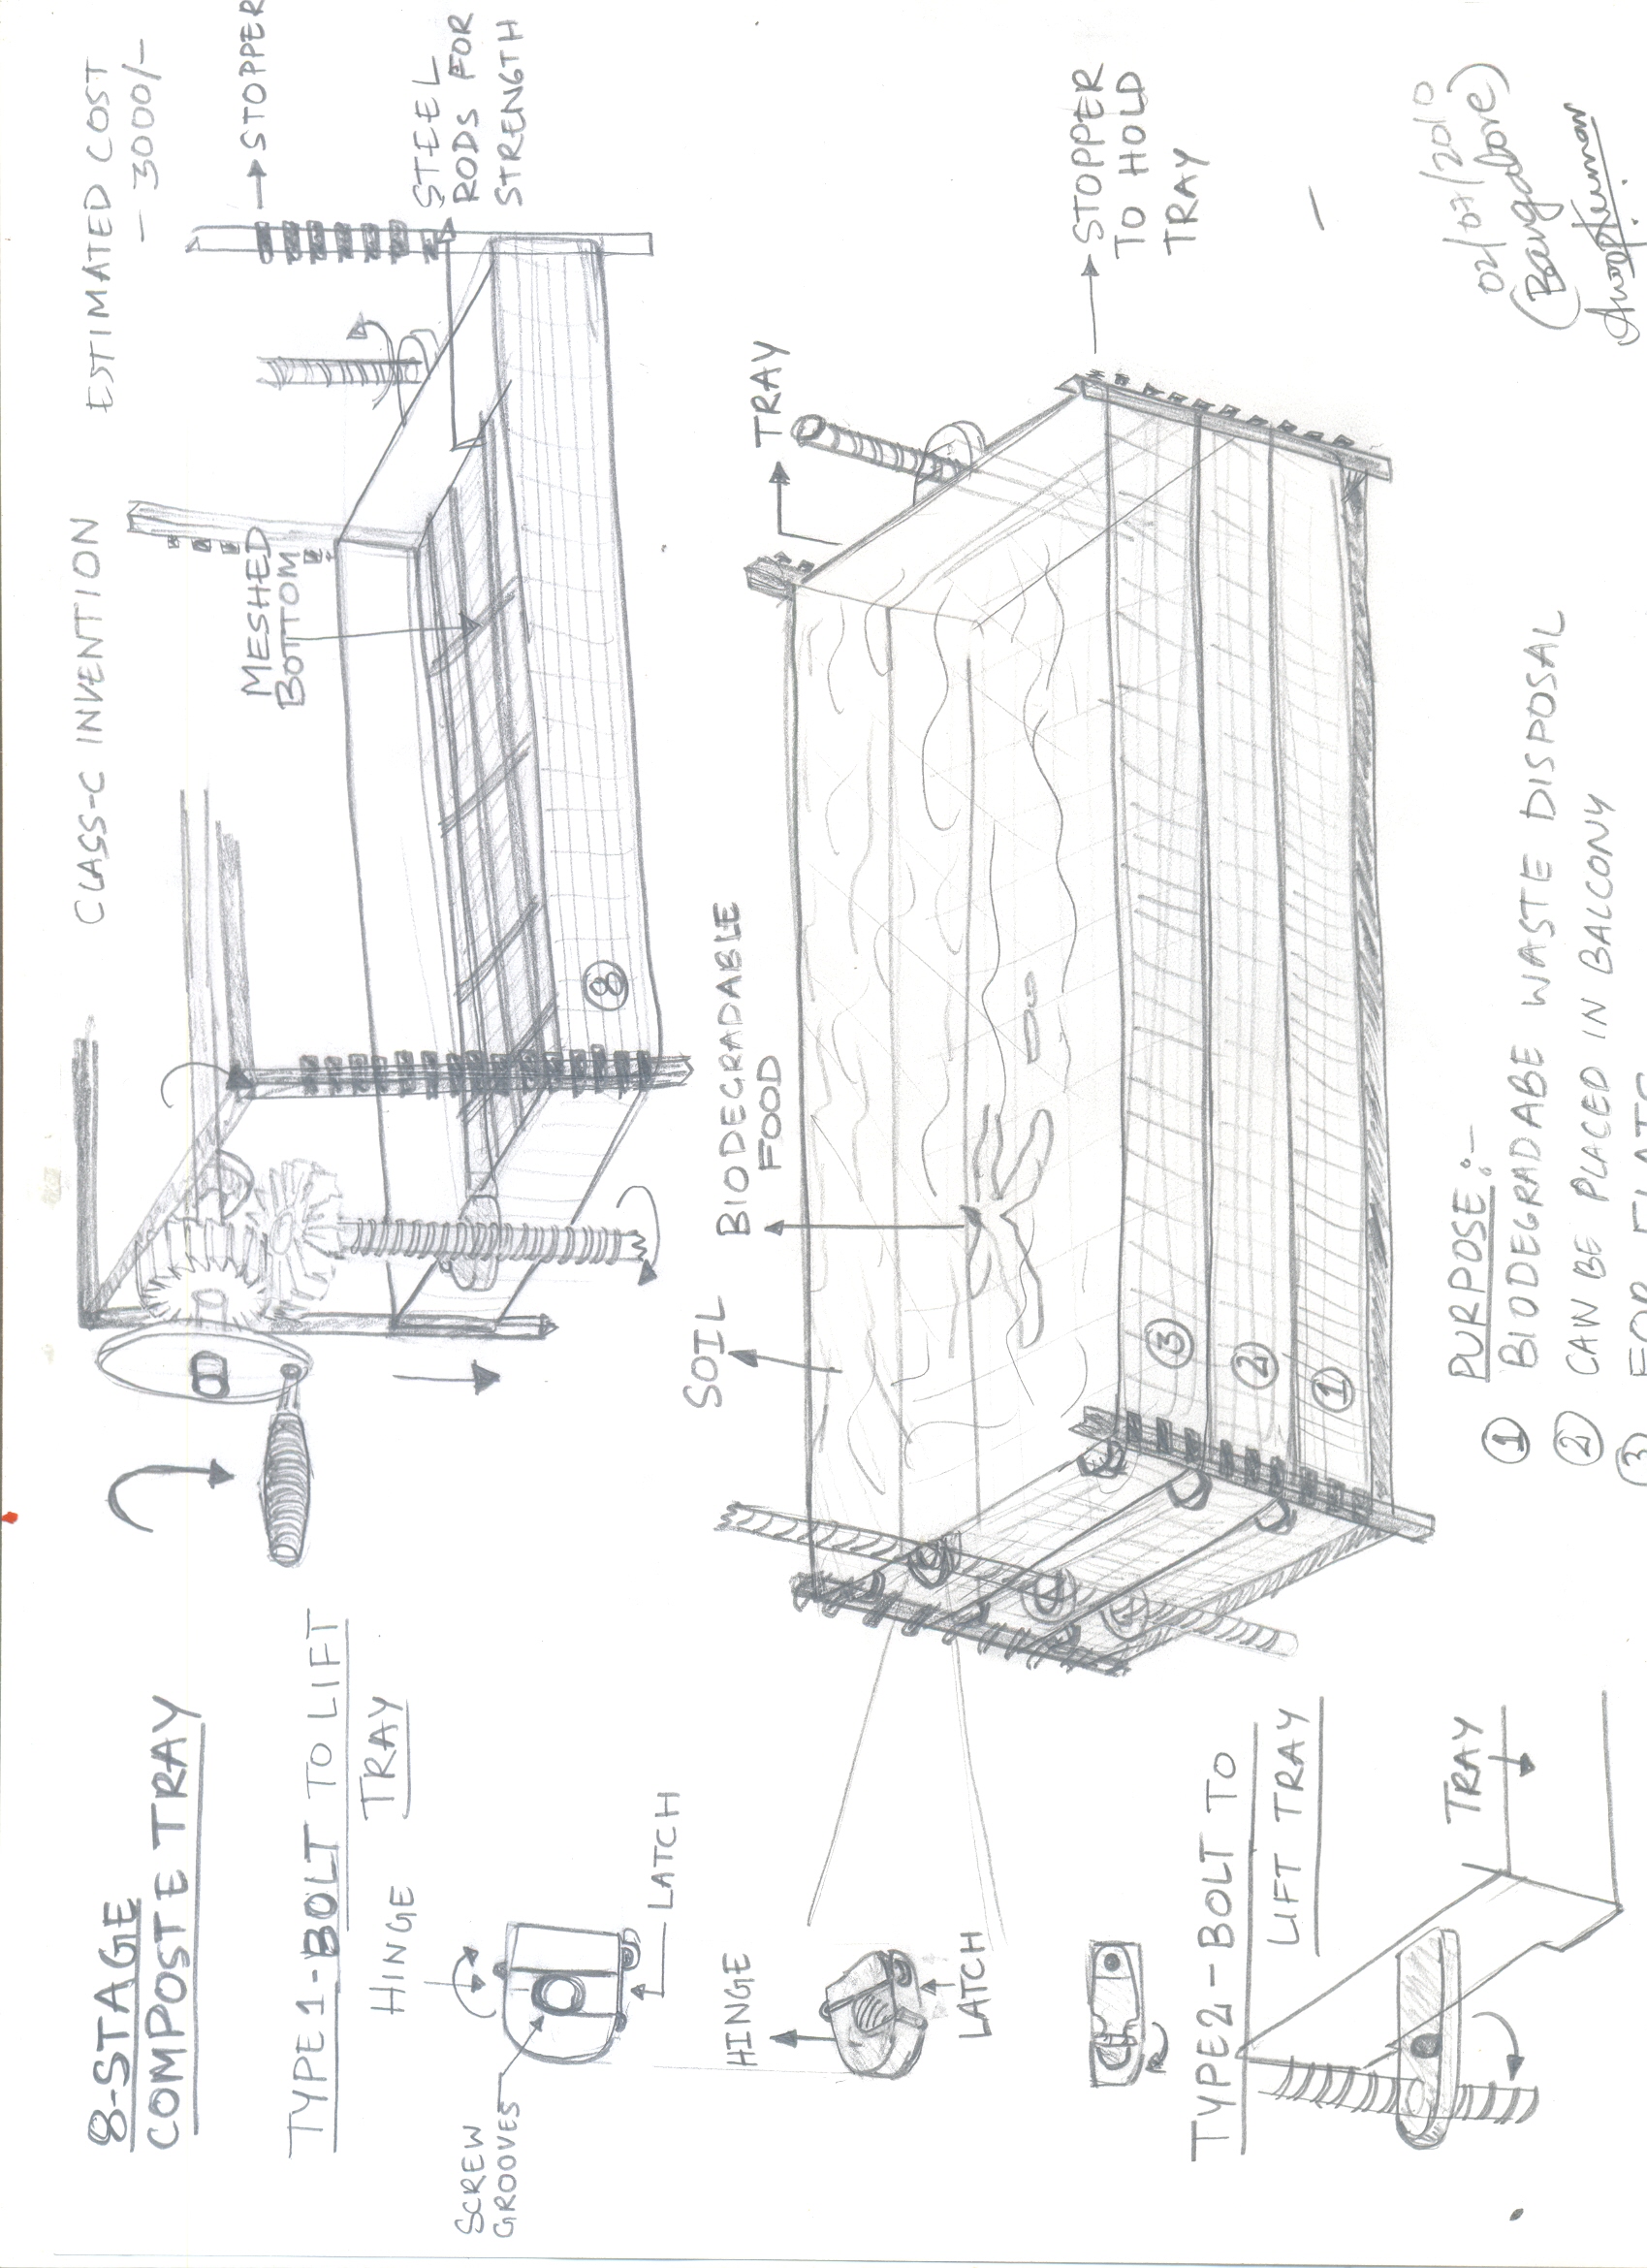 8-STAGE
COMPOSTE TRAY
CLASS-C INVENTION
ESTIMATED COST
- 3000/-
TYPE 1-BOLT TO LIFT
TRAY
HINGE
LATCH
SCREW
GROOVES
MESHED
BOTTOM
→STOPPER
STEEL
RODS FOR
STRENGTH
8
SOIL
BIODEGRADABLE
FOOD
TRAY
STOPPER
TO HOLD
TRAY
HINGE
LATCH
3
2
1
TYPE2-BOLT TO
LIFT TRAY
TRAY
PURPOSE:-
1 BIODEGRADABE WASTE DISPOSAL
2 CAN BE PLACED IN BALCONY
3 FOR FLATS
02/07/2010
(Bangalore)